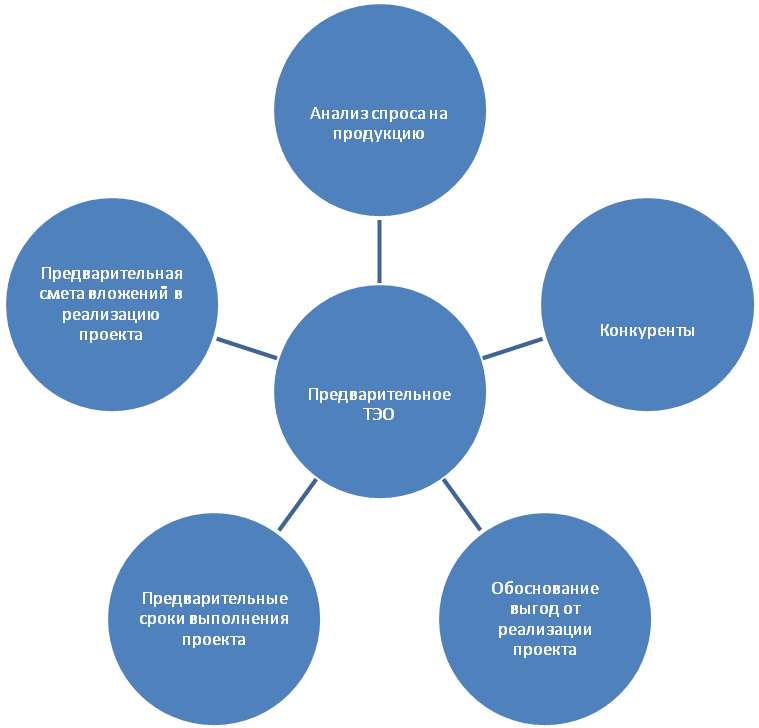 Анализ спроса на
продукцию
Предварительная
смета вложений в
реализацию
проекта
Конкуренты
Предварительное
ТЭО
Предварительные
сроки выполнения
проекта
Обоснование
выгод от
реализации
проекта